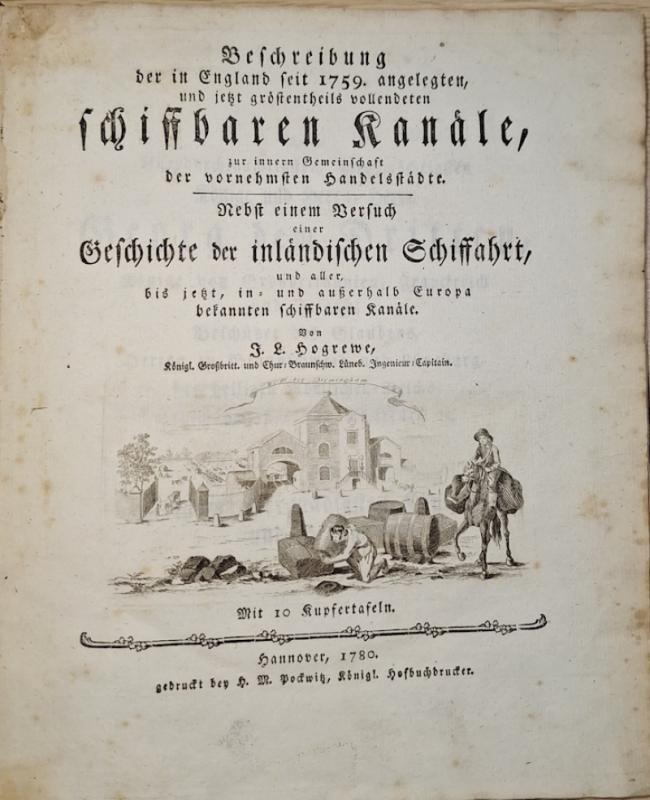 Beschreibung
der in England seit 1759. angelegten,
und jetzt gröstentheils vollendeten
schiffbaren Kanäle,
zur innern Gemeinschaft
der vornehmsten Handelsstädte.
Nebst einem Versuch
einer
Geschichte der inländischen Schiffahrt,
und aller,
bis jetzt, in- und außerhalb Europa
bekannten schiffbaren Kanäle.
Von
J. L. Hogrewe,
Königl. Großbritt. und Chur-Braunschw. Lüneb. Ingenieur-Capitain.
Birmingham
Mit 10 Kupfertafeln.
Hannover, 1780.
gedruckt bey H. M. Pockwitz, Königl. Hofbuchdrucker.